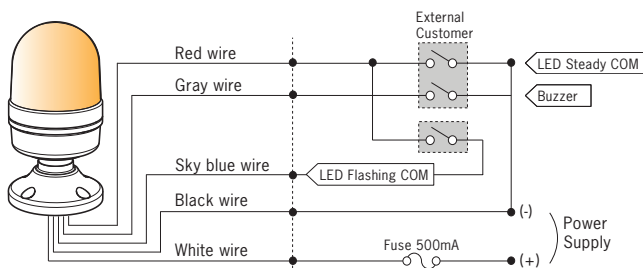 External
Customer
Red wire
LED Steady COM
Gray wire
Buzzer
Sky blue wire
LED Flashing COM
Black wire
(-)
Power
Supply
White wire
Fuse 500mA
(+)